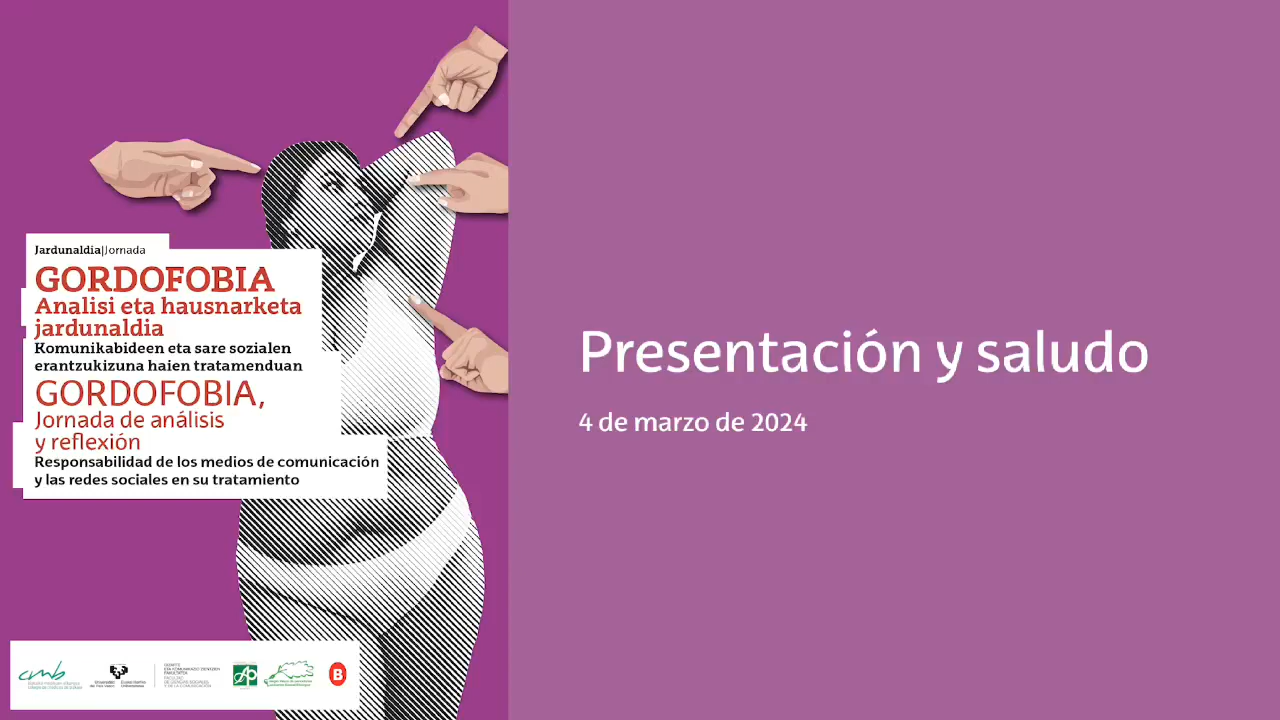 Jardunaldia|Jornada
GORDOFOBIA
Analisi eta hausnarketa
jardunaldia
Komunikabideen eta sare sozialen
erantzukizuna haien tratamenduan
GORDOFOBIA,
Jornada de análisis
y reflexión
Responsabilidad de los medios de comunicación
y las redes sociales en su tratamiento
Presentación y saludo
4 de marzo de 2024
cmb
B